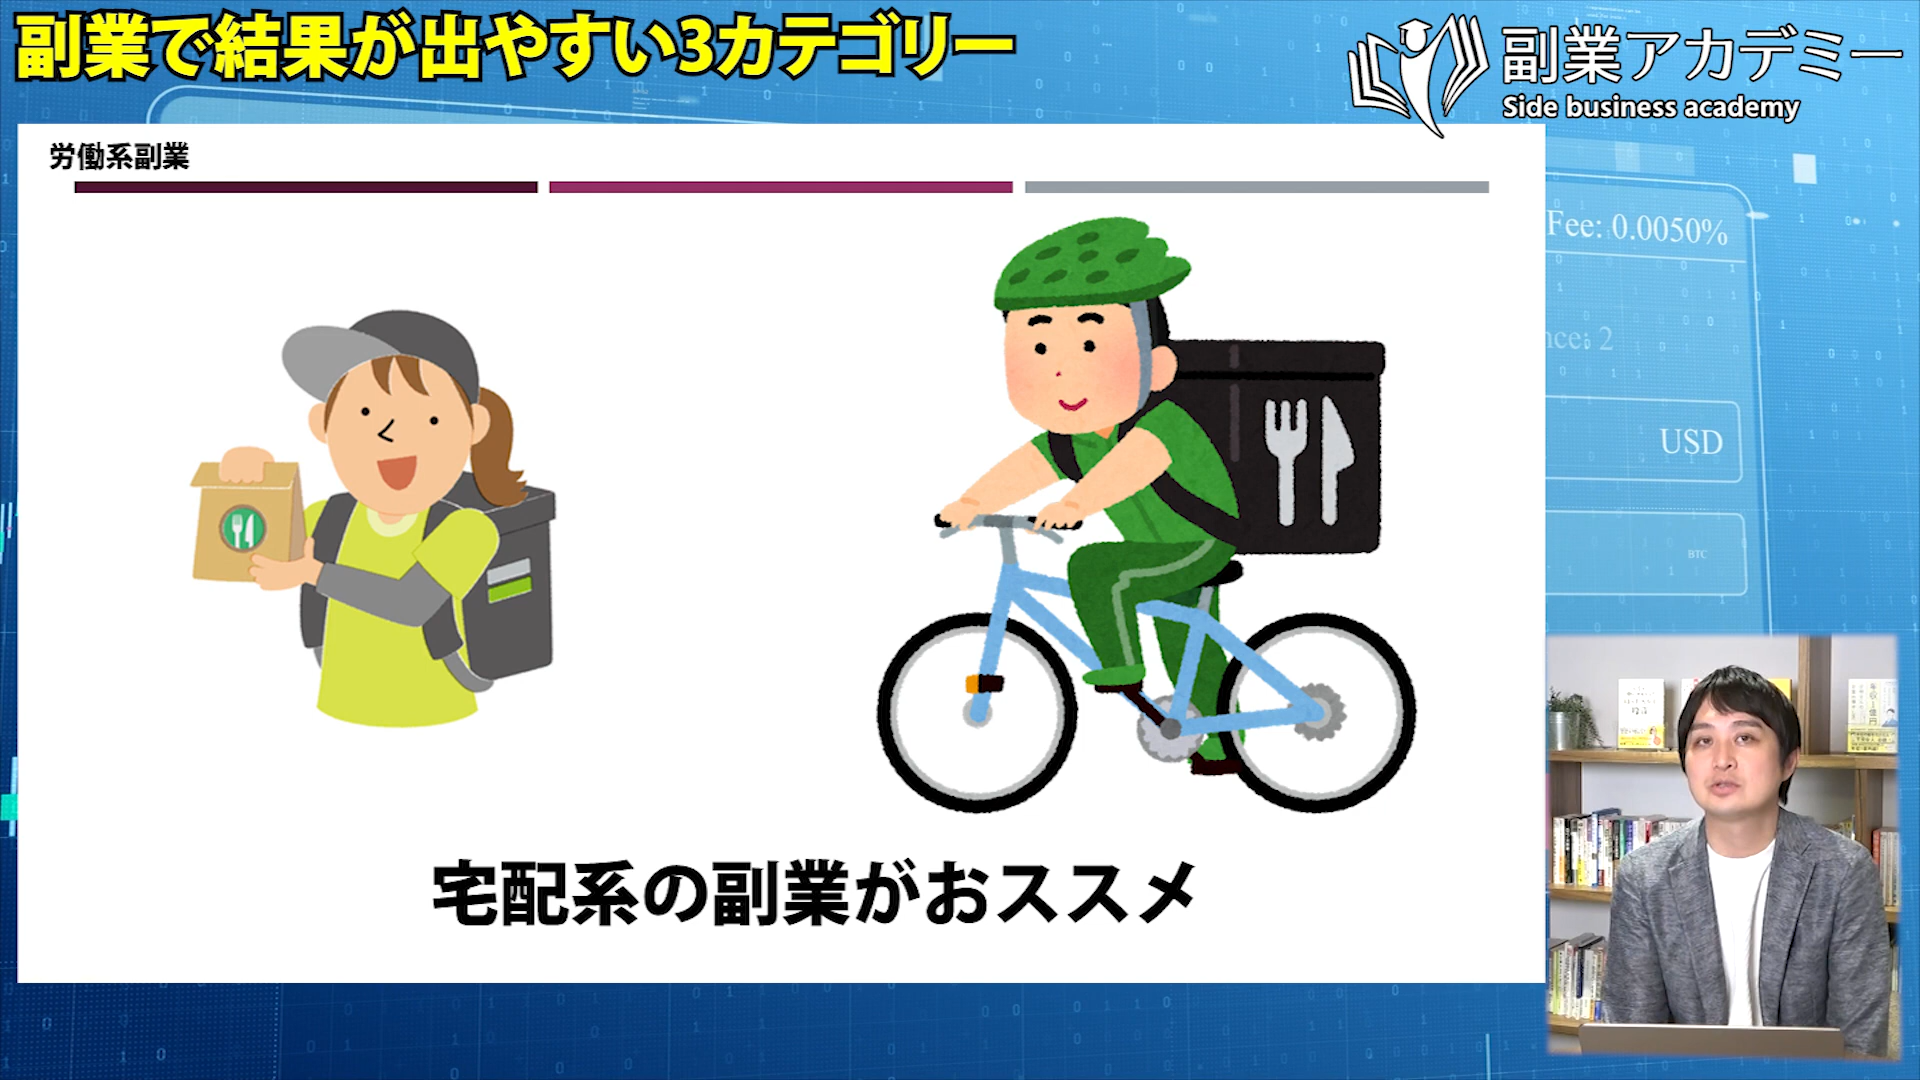 副業で結果が出やすい3カテゴリー
副業アカデミー
Side business academy
労働系副業
Fee: 0.0050%
2
USD
BTC
宅配系の副業がおススメ